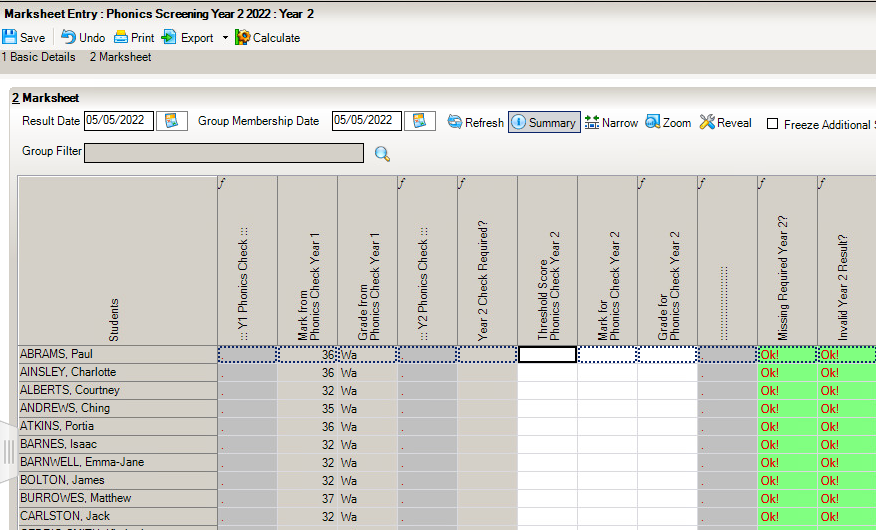 Marksheet Entry : Phonics Screening Year 2 2022 : Year 2
Save Undo Print Export Calculate
1 Basic Details 2 Marksheet
2 Marksheet
Result Date 05/05/2022 Group Membership Date 05/05/2022 Refresh Summary Narrow Zoom Reveal Freeze Additional
Group Filter
Students
::: Y1 Phonics Check :::
Mark from
Phonics Check Year 1
Grade from
Phonics Check Year 1
::: Y2 Phonics Check :::
Year 2 Check Required?
Threshold Score
Phonics Check Year 2
Mark for
Phonics Check Year 2
Grade for
Phonics Check Year 2
Missing Required Year 2?
Invalid Year 2 Result?
ABRAMS, Paul 36 Wa . Ok! Ok!
AINSLEY, Charlotte . 36 Wa . . Ok! Ok!
ALBERTS, Courtney . 32 Wa . . Ok! Ok!
ANDREWS, Ching . 35 Wa . . Ok! Ok!
ATKINS, Portia . 36 Wa . . Ok! Ok!
BARNES, Isaac . 32 Wa . . Ok! Ok!
BARNWELL, Emma-Jane . 32 Wa . . Ok! Ok!
BOLTON, James . 32 Wa . . Ok! Ok!
BURROWES, Matthew . 37 Wa . . Ok! Ok!
CARLSTON, Jack . 32 Wa . . Ok! Ok!